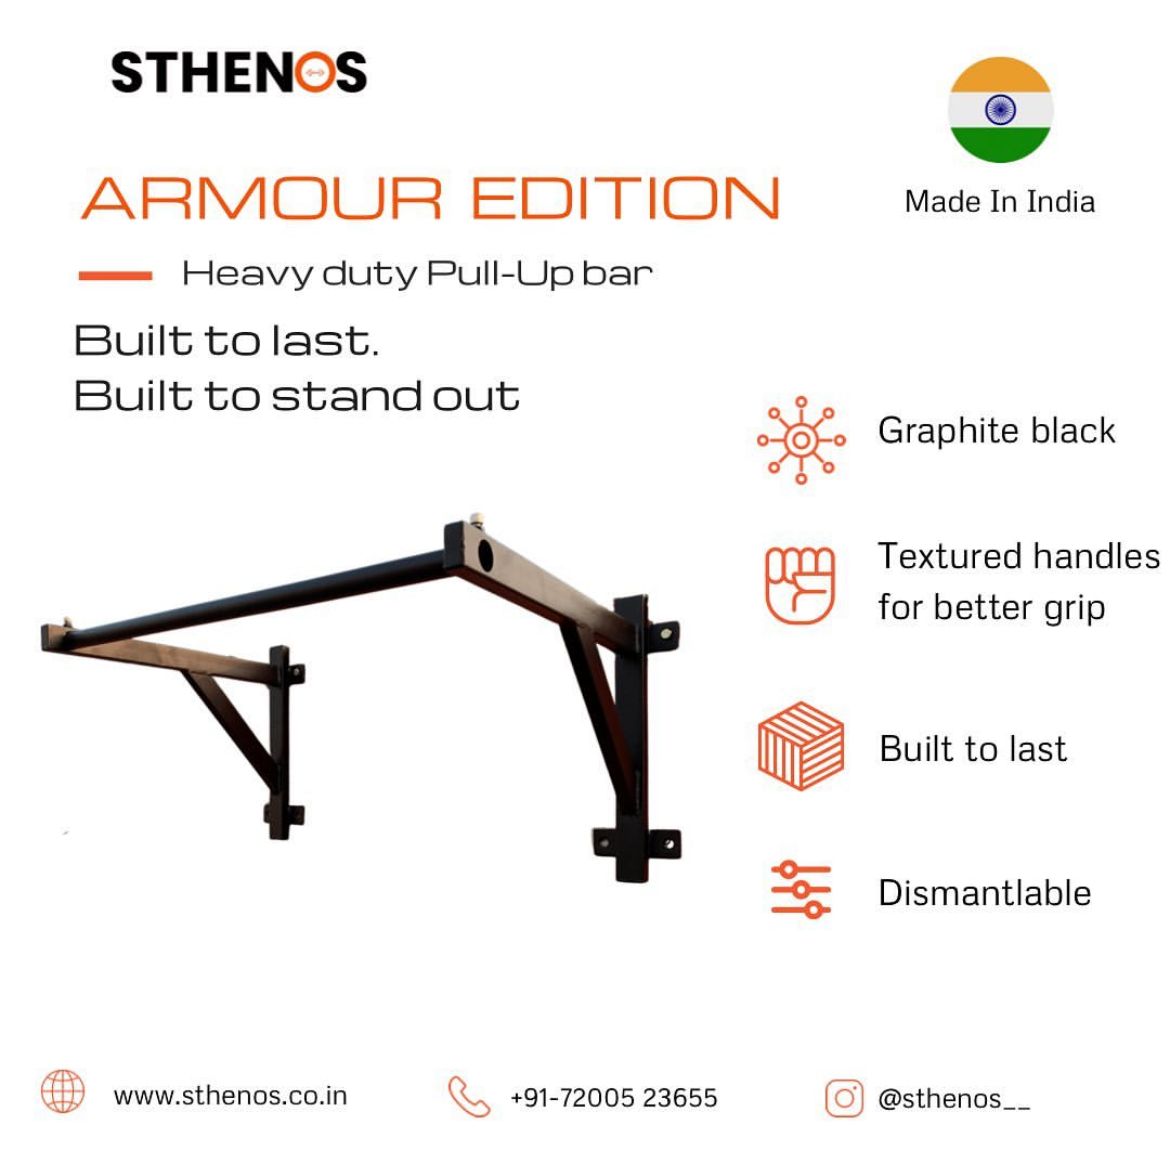 STHENOS
Made In India
ARMOUR EDITION
Heavy duty Pull-Up bar
Built to last.
Built to stand out
Graphite black
Textured handles
for better grip
Built to last
Dismantlable
www.sthenos.co.in
+91-72005 23655
@sthenos__